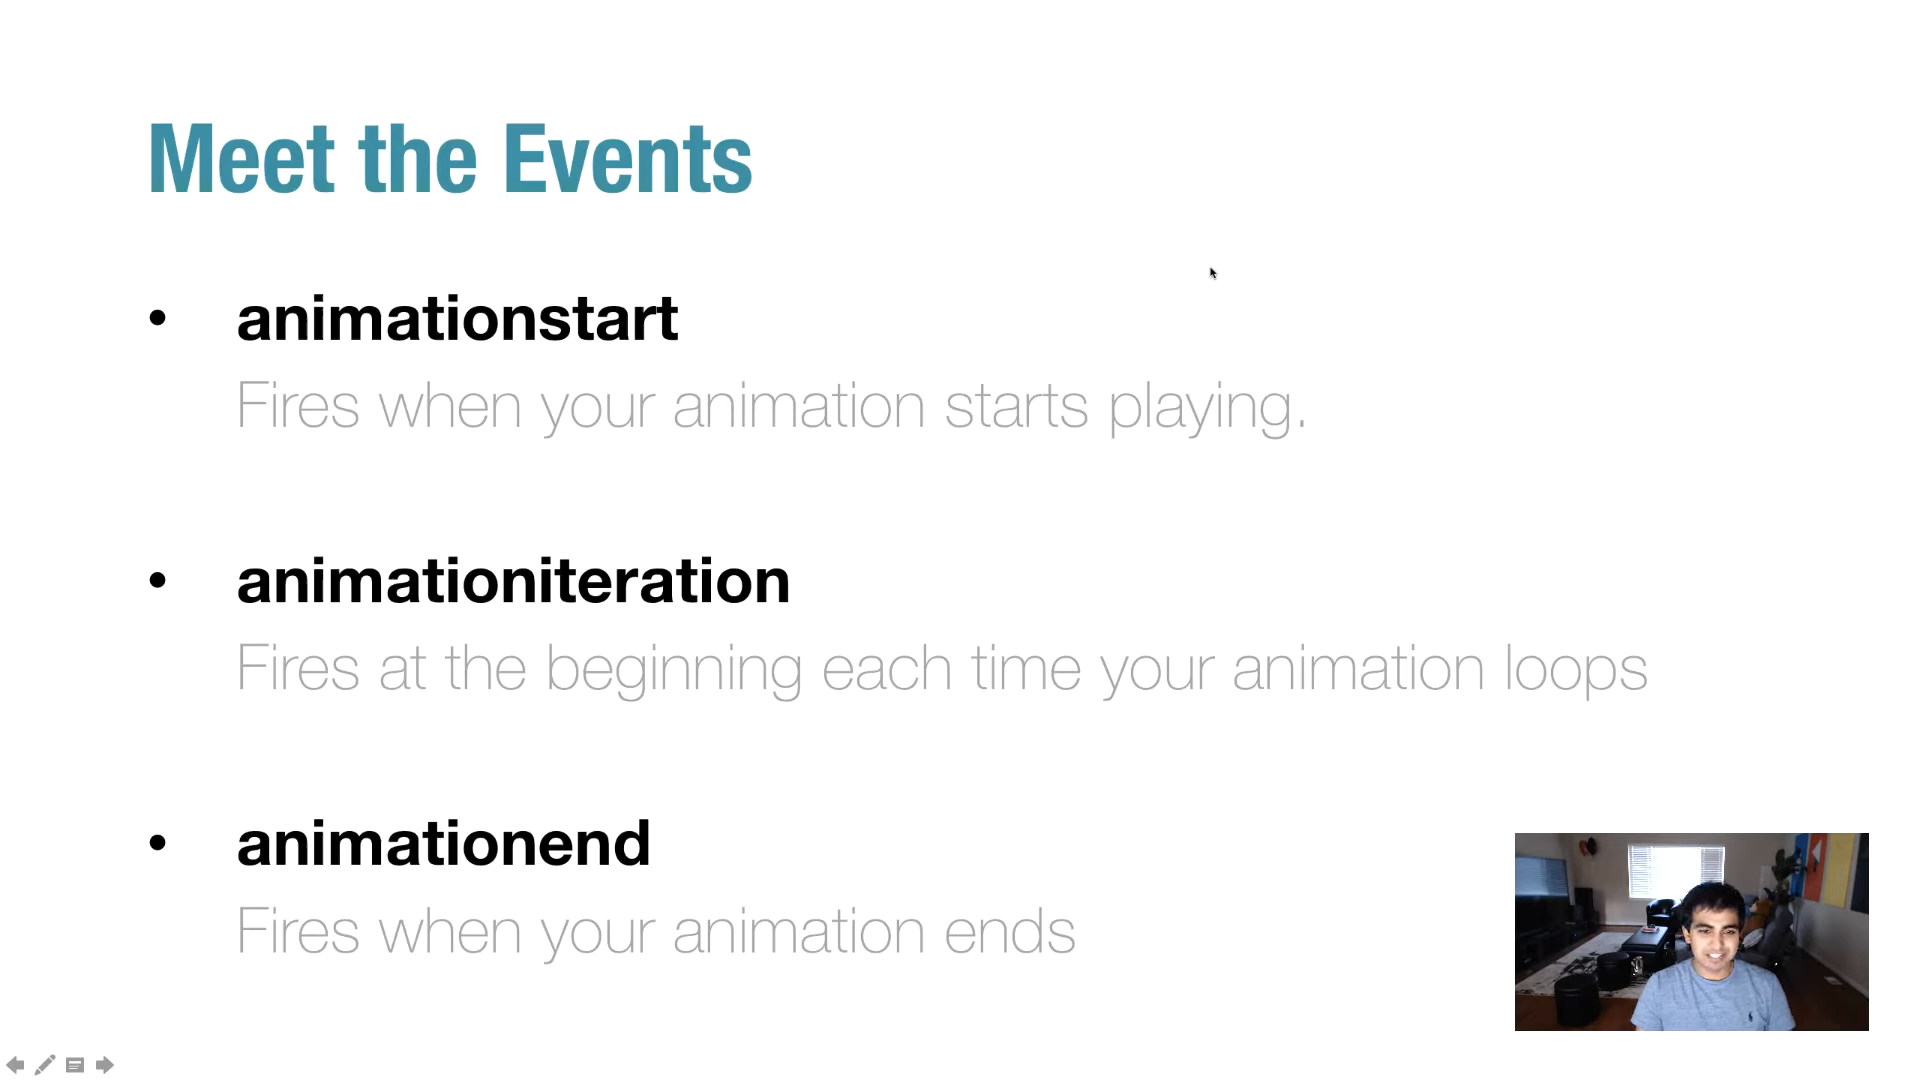 Meet the Events
• animationstart
Fires when your animation starts playing.
• animationiteration
Fires at the beginning each time your animation loops
• animationend
Fires when your animation ends